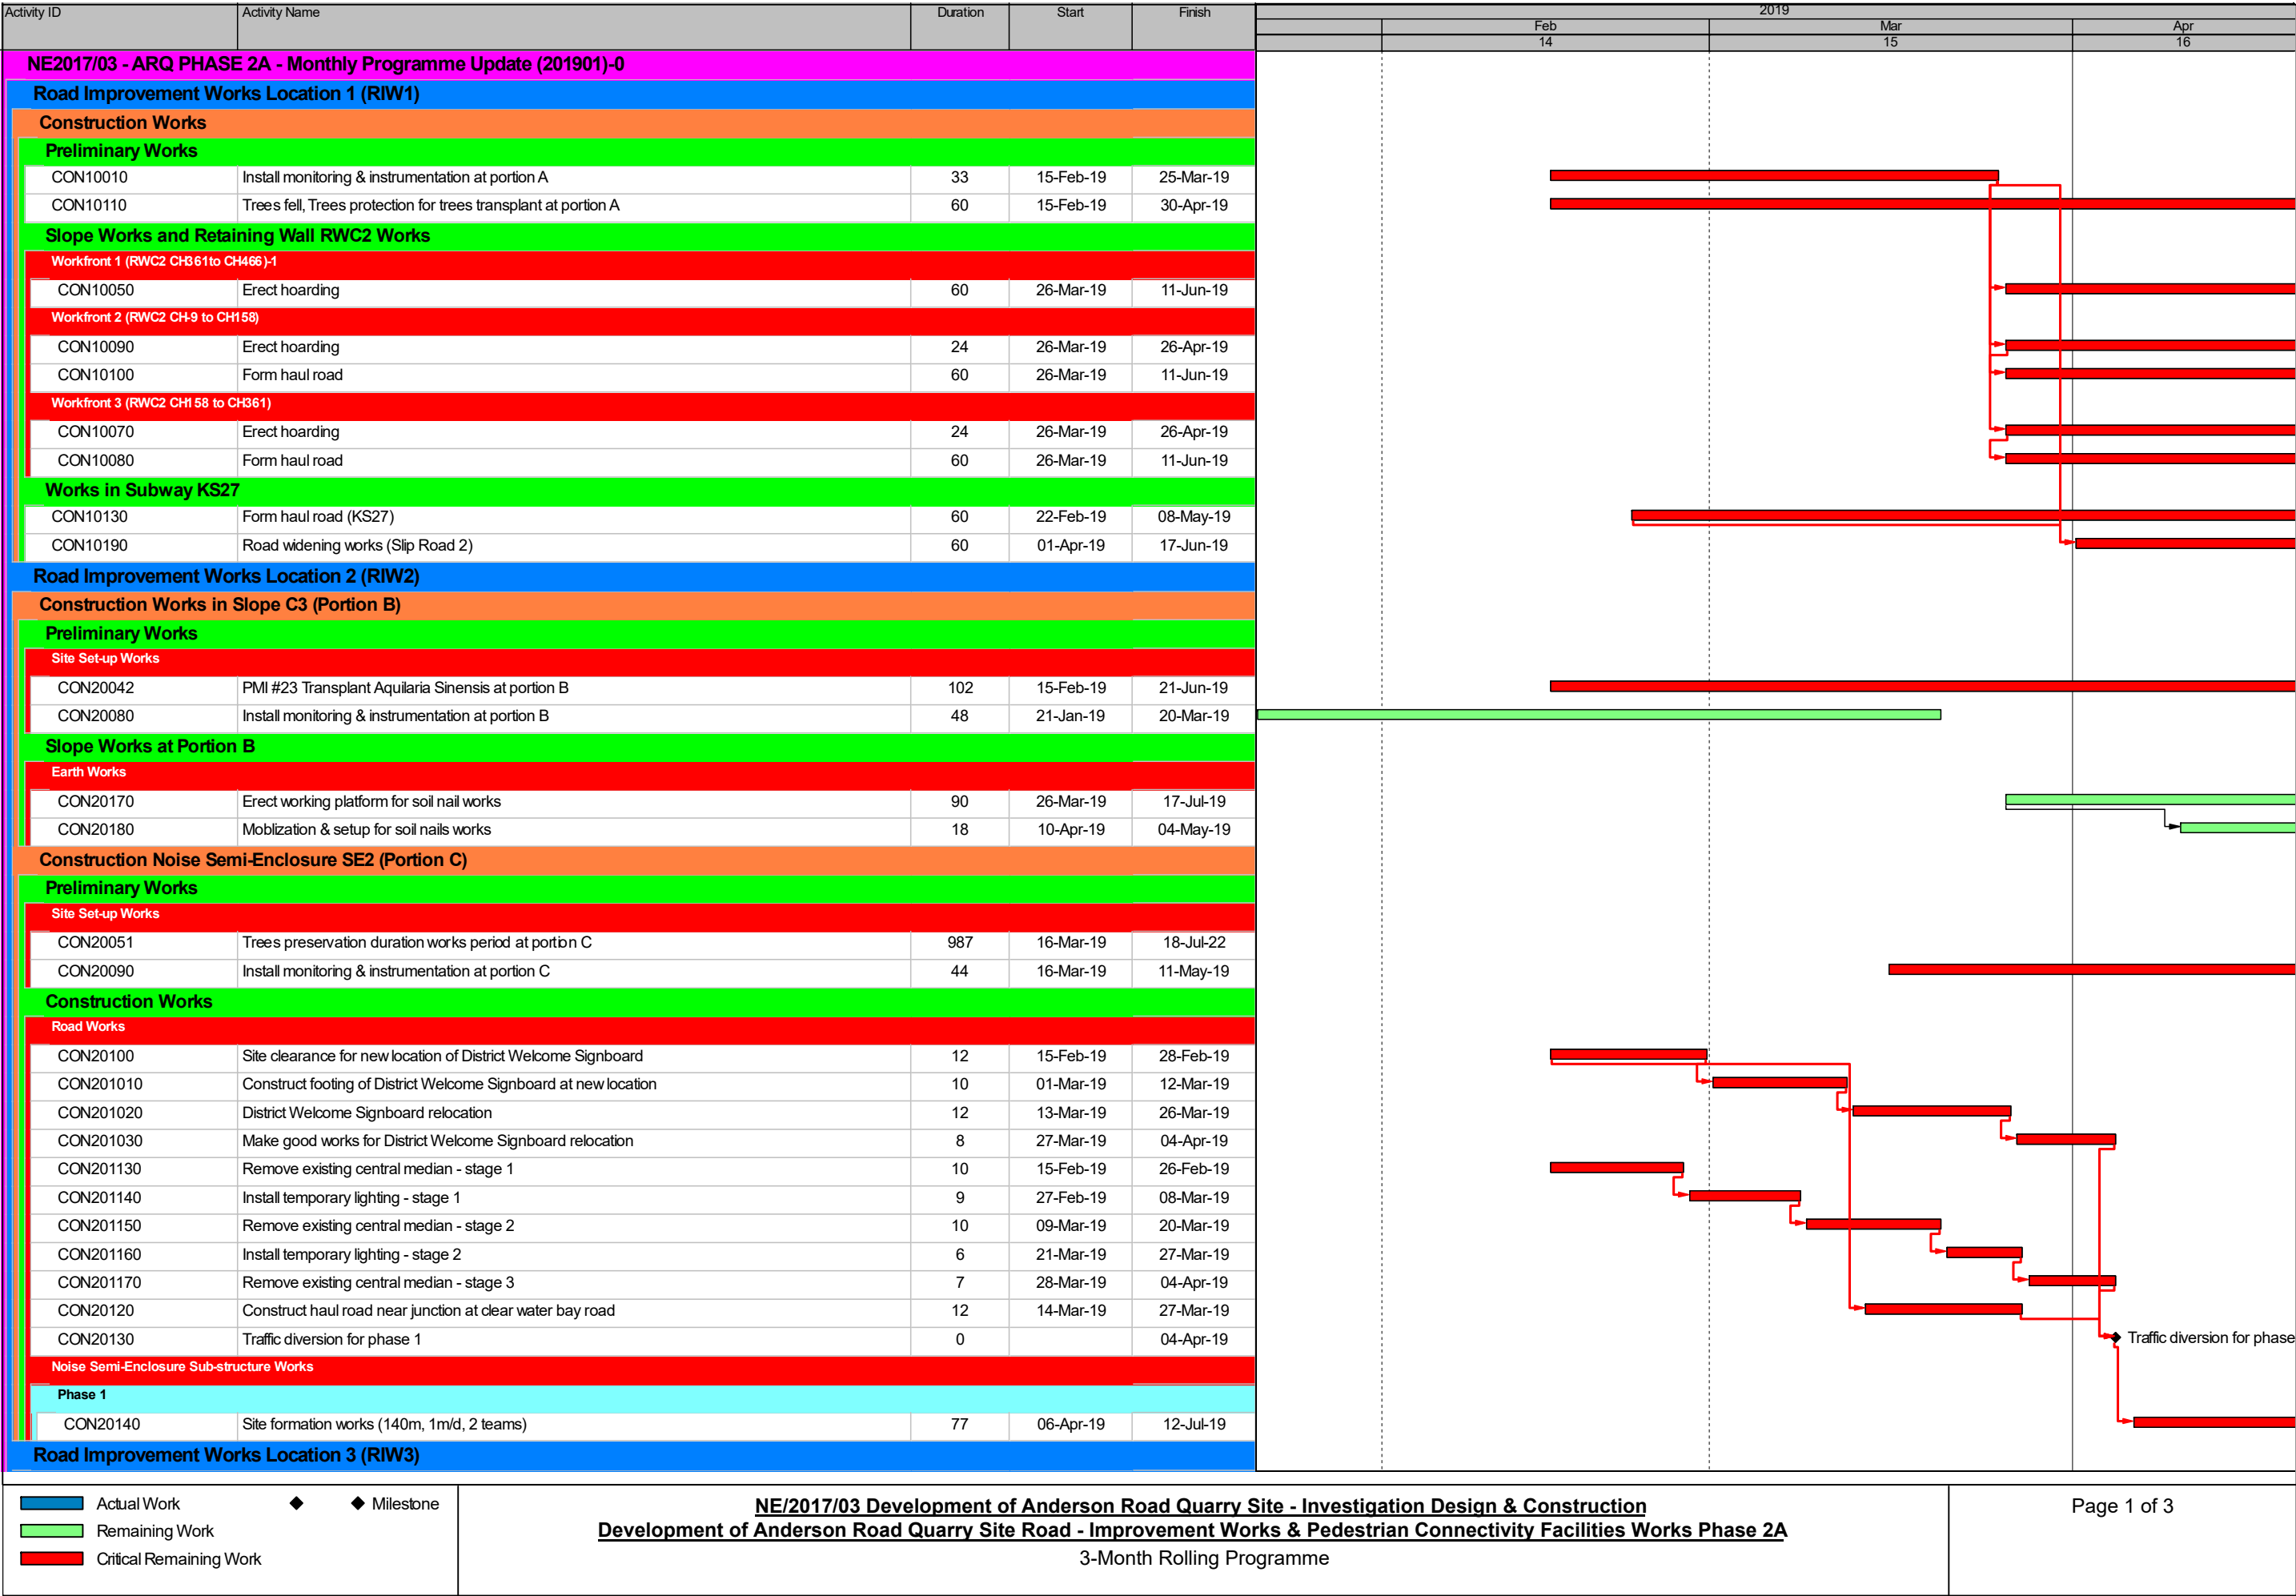 Activity ID Activity Name Duration Start Finish 2019
Feb Mar Apr
14 15 16
NE2017/03 - ARQ PHASE 2A - Monthly Programme Update (201901)-0
Road Improvement Works Location 1 (RIW1)
Construction Works
Preliminary Works
CON10010 Install monitoring & instrumentation at portion A 33 15-Feb-19 25-Mar-19
CON10110 Trees fell, Trees protection for trees transplant at portion A 60 15-Feb-19 30-Apr-19
Slope Works and Retaining Wall RWC2 Works
Workfront 1 (RWC2 CH361to CH466)-1
CON10050 Erect hoarding 60 26-Mar-19 11-Jun-19
Workfront 2 (RWC2 CH-9 to CH158)
CON10090 Erect hoarding 24 26-Mar-19 26-Apr-19
CON10100 Form haul road 60 26-Mar-19 11-Jun-19
Workfront 3 (RWC2 CH158 to CH361)
CON10070 Erect hoarding 24 26-Mar-19 26-Apr-19
CON10080 Form haul road 60 26-Mar-19 11-Jun-19
Works in Subway KS27
CON10130 Form haul road (KS27) 60 22-Feb-19 08-May-19
CON10190 Road widening works (Slip Road 2) 60 01-Apr-19 17-Jun-19
Road Improvement Works Location 2 (RIW2)
Construction Works in Slope C3 (Portion B)
Preliminary Works
Site Set-up Works
CON20042 PMI #23 Transplant Aquilaria Sinensis at portion B 102 15-Feb-19 21-Jun-19
CON20080 Install monitoring & instrumentation at portion B 48 21-Jan-19 20-Mar-19
Slope Works at Portion B
Earth Works
CON20170 Erect working platform for soil nail works 90 26-Mar-19 17-Jul-19
CON20180 Moblization & setup for soil nails works 18 10-Apr-19 04-May-19
Construction Noise Semi-Enclosure SE2 (Portion C)
Preliminary Works
Site Set-up Works
CON20051 Trees preservation duration works period at portion C 987 16-Mar-19 18-Jul-22
CON20090 Install monitoring & instrumentation at portion C 44 16-Mar-19 11-May-19
Construction Works
Road Works
CON20100 Site clearance for new location of District Welcome Signboard 12 15-Feb-19 28-Feb-19
CON201010 Construct footing of District Welcome Signboard at new location 10 01-Mar-19 12-Mar-19
CON201020 District Welcome Signboard relocation 12 13-Mar-19 26-Mar-19
CON201030 Make good works for District Welcome Signboard relocation 8 27-Mar-19 04-Apr-19
CON201130 Remove existing central median - stage 1 10 15-Feb-19 26-Feb-19
CON201140 Install temporary lighting - stage 1 9 27-Feb-19 08-Mar-19
CON201150 Remove existing central median - stage 2 10 09-Mar-19 20-Mar-19
CON201160 Install temporary lighting - stage 2 6 21-Mar-19 27-Mar-19
CON201170 Remove existing central median - stage 3 7 28-Mar-19 04-Apr-19
CON20120 Construct haul road near junction at clear water bay road 12 14-Mar-19 27-Mar-19
CON20130 Traffic diversion for phase 1 0 04-Apr-19 Traffic diversion for phase
Noise Semi-Enclosure Sub-structure Works
Phase 1
CON20140 Site formation works (140m, 1m/d, 2 teams) 77 06-Apr-19 12-Jul-19
Road Improvement Works Location 3 (RIW3)
Actual Work Milestone
Remaining Work
Critical Remaining Work
NE/2017/03 Development of Anderson Road Quarry Site - Investigation Design & Construction
Development of Anderson Road Quarry Site Road - Improvement Works & Pedestrian Connectivity Facilities Works Phase 2A
3-Month Rolling Programme
Page 1 of 3